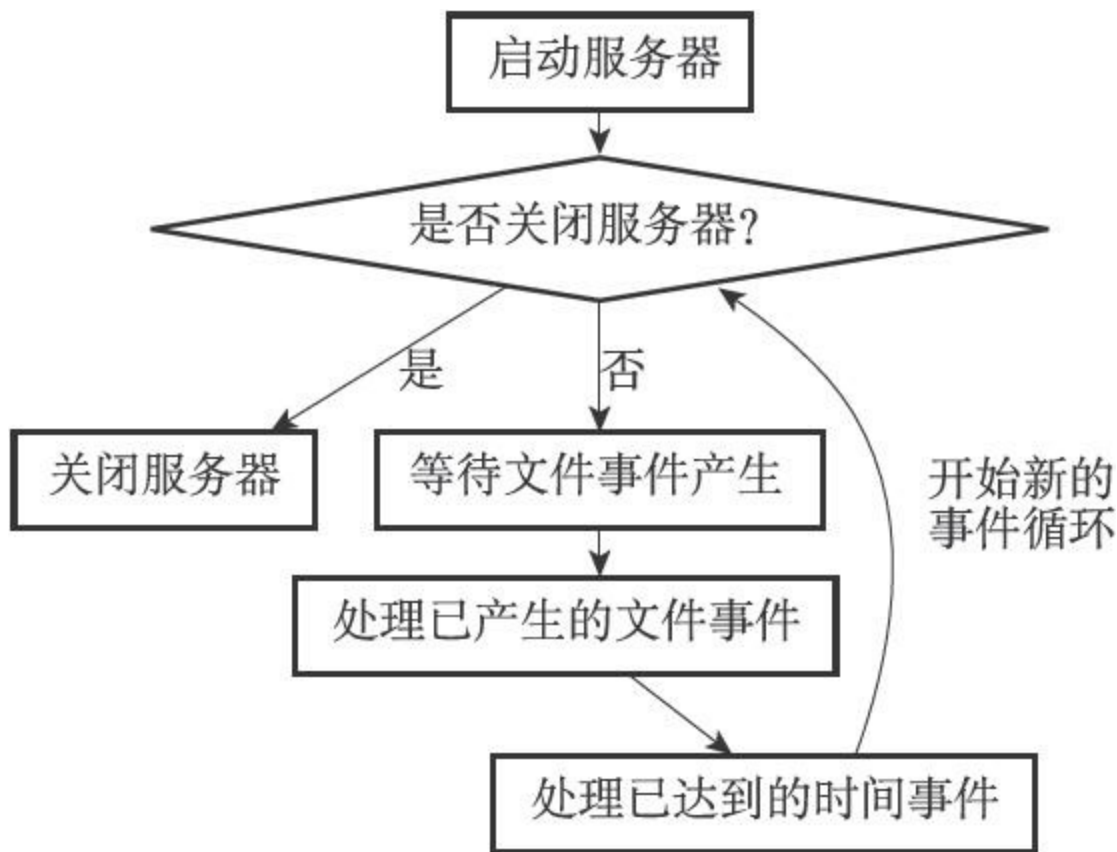 启动服务器
是否关闭服务器?
是
否
关闭服务器
等待文件事件产生
开始新的
事件循环
处理已产生的文件事件
处理已达到的时间事件